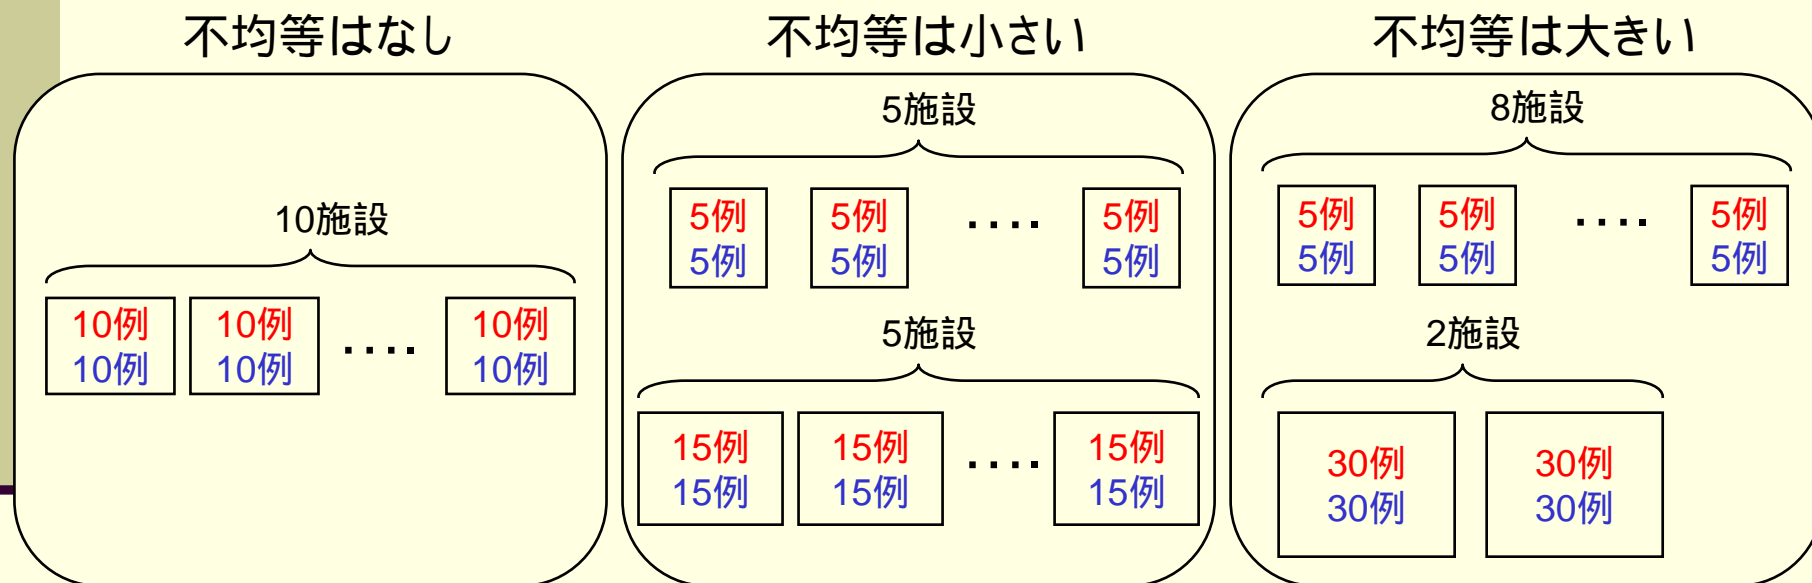 不均等はなし
10施設
10例 10例 ‥‥ 10例
10例 10例 10例
不均等は小さい
5施設
5例 5例 ‥‥ 5例
5例 5例 5例
5施設
15例 15例 ‥‥ 15例
15例 15例 15例
不均等は大きい
8施設
5例 5例 ‥‥ 5例
5例 5例 5例
2施設
30例 30例
30例 30例